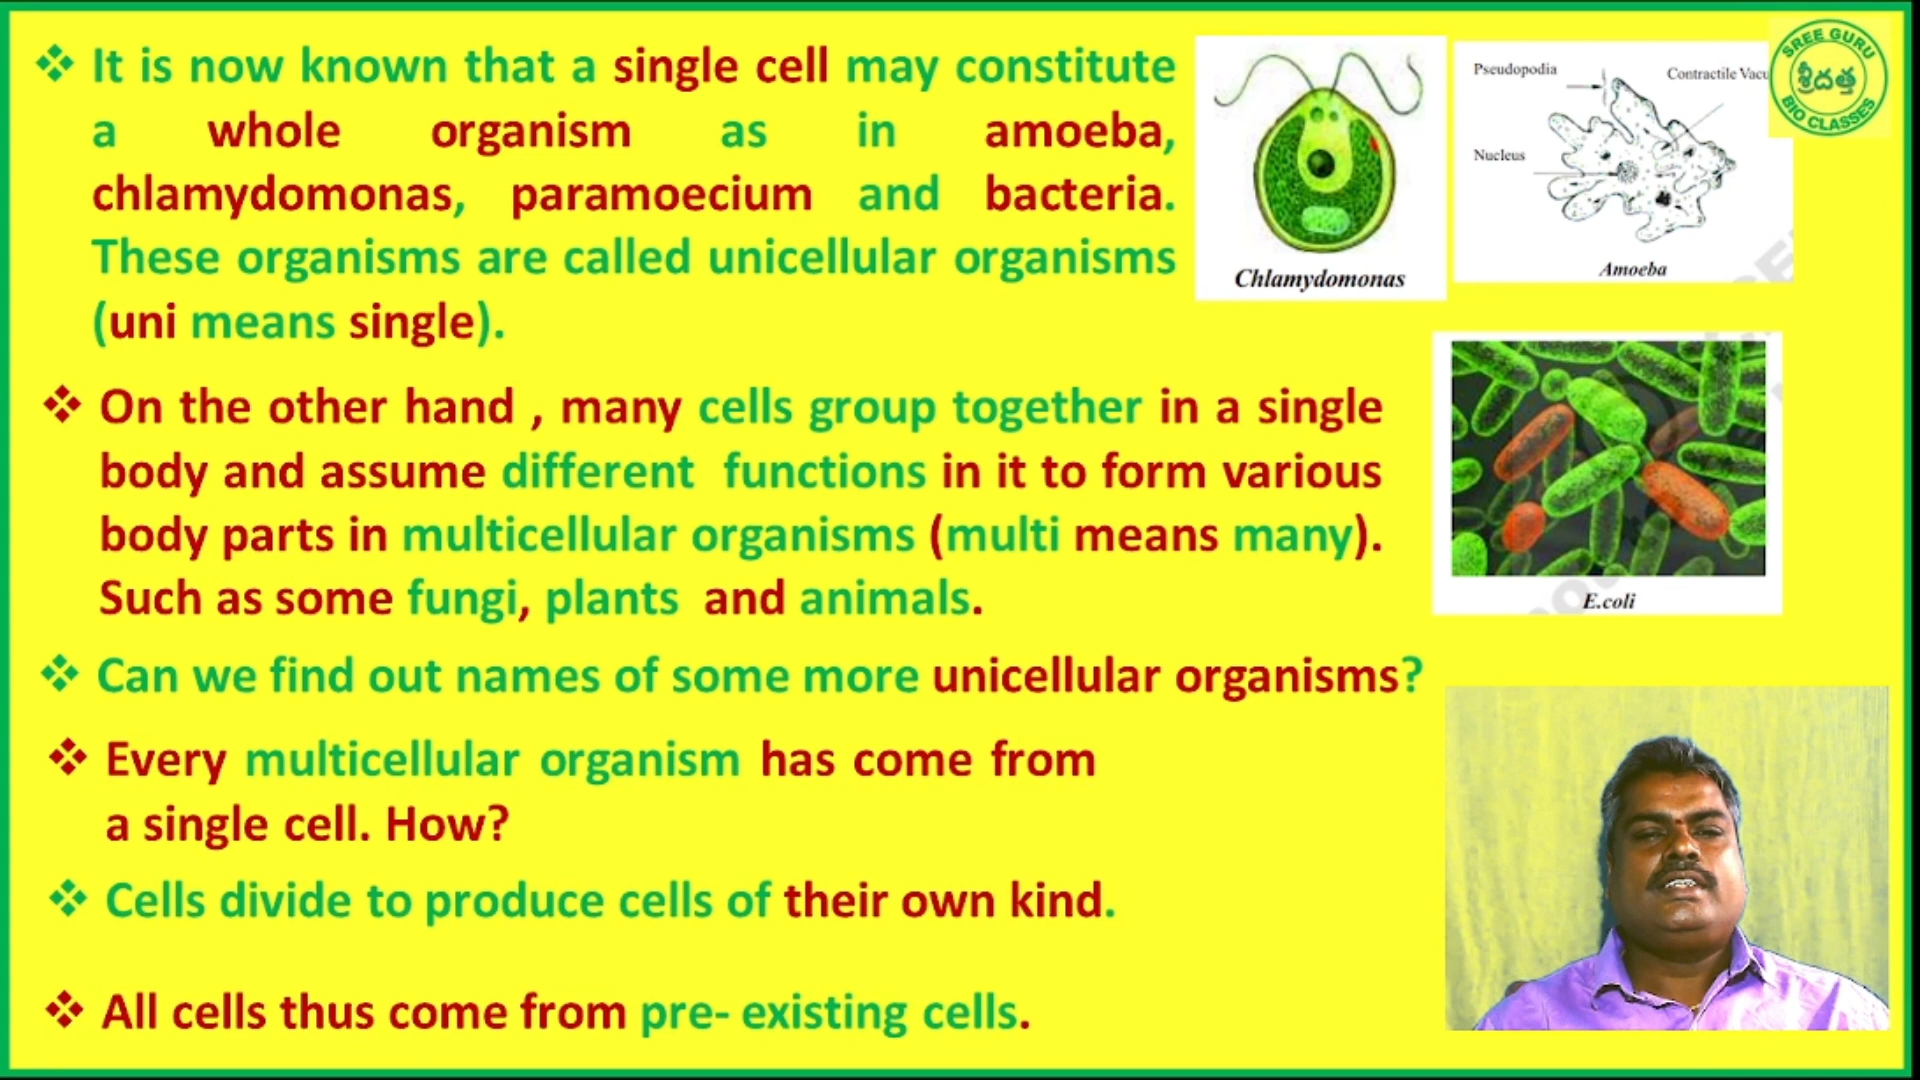 ❖ It is now known that a single cell may constitute
a whole organism as in amoeba,
chlamydomonas, paramoecium and bacteria.
These organisms are called unicellular organisms
(uni means single).
❖ On the other hand , many cells group together in a single
body and assume different functions in it to form various
body parts in multicellular organisms (multi means many).
Such as some fungi, plants and animals.
❖ Can we find out names of some more unicellular organisms?
❖ Every multicellular organism has come from
a single cell. How?
❖ Cells divide to produce cells of their own kind.
❖ All cells thus come from pre- existing cells.
Chlamydomonas
Pseudopodia
Contractile Vacu
Nucleus
Amoeba
E.coli
SREE GURU
శ్రీదత్త
BIO CLASSES